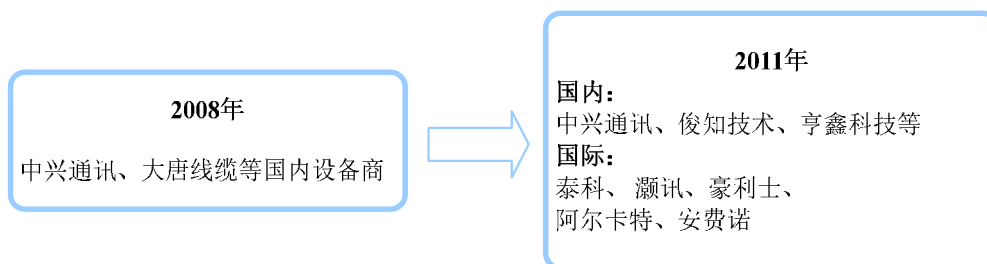 2008年
中兴通讯、大唐线缆等国内设备商
2011年
国内：
中兴通讯、俊知技术、亨鑫科技等
国际：
泰科、 灏讯、豪利士、
阿尔卡特、安费诺